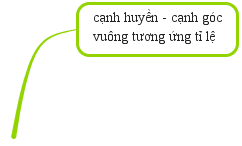 cạnh huyền - cạnh góc
vuông tương ứng tỉ lệ